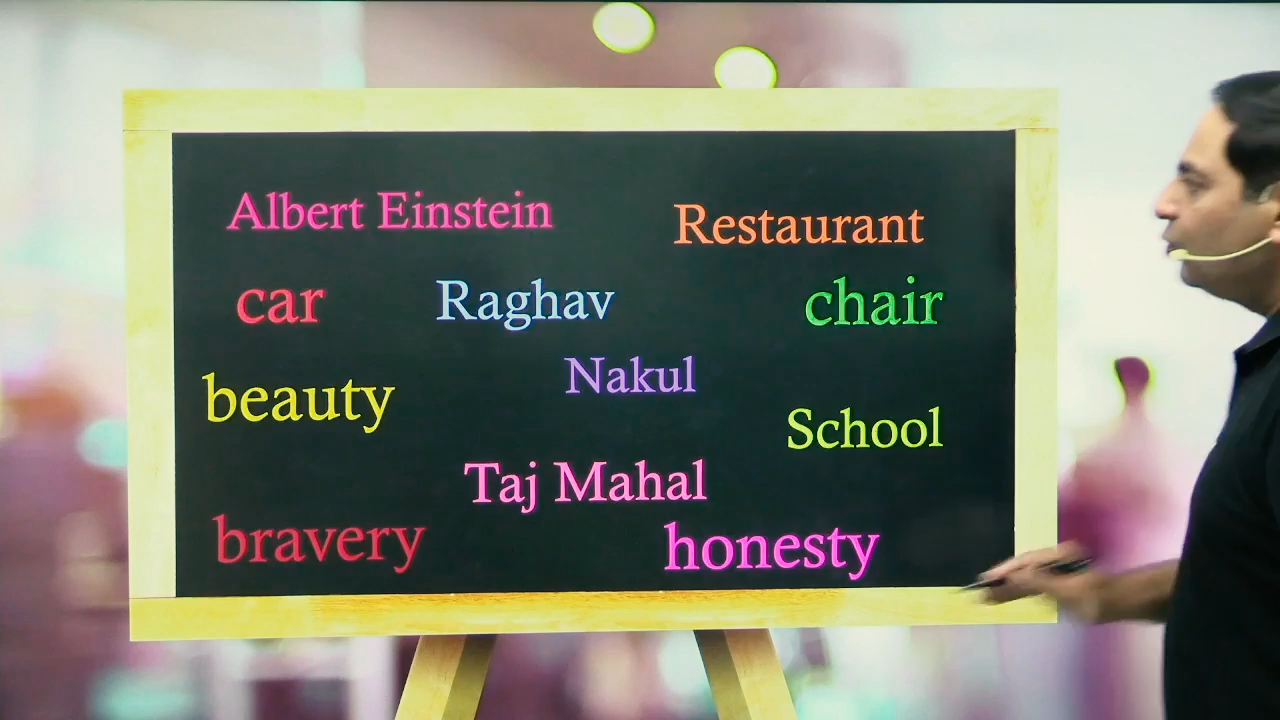 Albert Einstein
Restaurant
car
Raghav
chair
Nakul
beauty
School
Taj Mahal
bravery
honesty